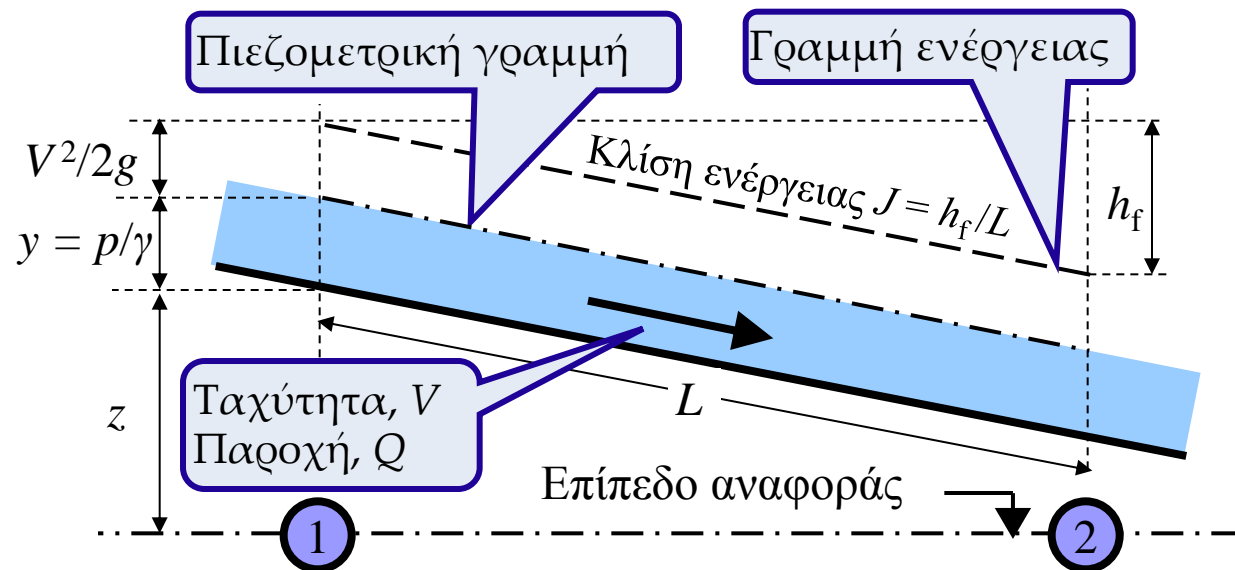 Πιεζομετρική γραμμή
Γραμμή ενέργειας
V²/2g
Κλίση ενέργειας J = h_f/L
h_f
y = p/γ
z
Ταχύτητα, V
Παροχή, Q
L
Επίπεδο αναφοράς
1
2